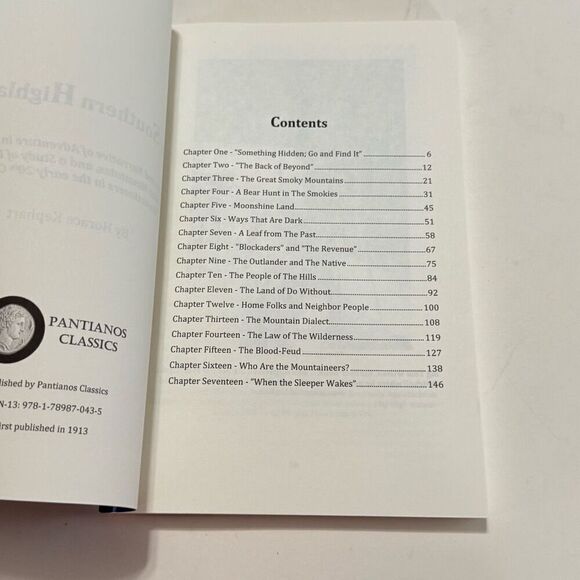 PANTIANOS
CLASSICS
lished by Pantianos Classics
N-13: 978-1-78987-043-5
irst published in 1913
Contents
Chapter One - "Something Hidden; Go and Find It" 6
Chapter Two - "The Back of Beyond" 12
Chapter Three - The Great Smoky Mountains 21
Chapter Four - A Bear Hunt in The Smokies 31
Chapter Five - Moonshine Land 45
Chapter Six - Ways That Are Dark 51
Chapter Seven - A Leaf from The Past 58
Chapter Eight - "Blockaders" and "The Revenue" 67
Chapter Nine - The Outlander and The Native 75
Chapter Ten - The People of The Hills 84
Chapter Eleven - The Land of Do Without 92
Chapter Twelve - Home Folks and Neighbor People 100
Chapter Thirteen - The Mountain Dialect 108
Chapter Fourteen - The Law of The Wilderness 119
Chapter Fifteen - The Blood-Feud 127
Chapter Sixteen - Who Are the Mountaineers? 138
Chapter Seventeen - "When the Sleeper Wakes" 146